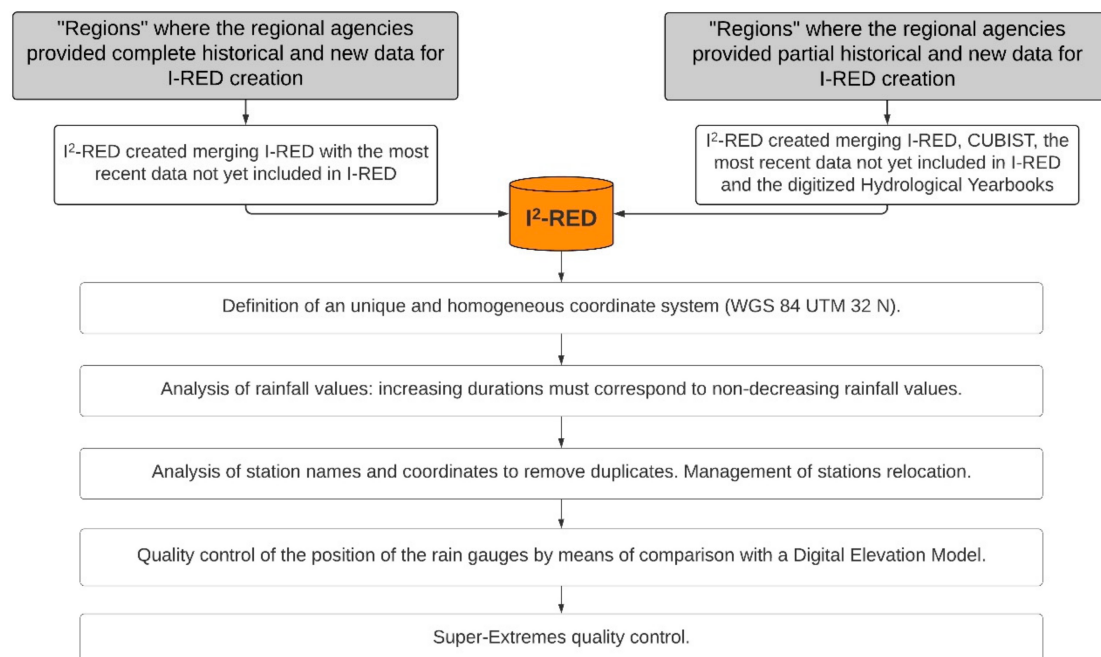 "Regions" where the regional agencies
provided complete historical and new data for
I-RED creation
"Regions" where the regional agencies
provided partial historical and new data for
I-RED creation
I²-RED created merging I-RED with the most
recent data not yet included in I-RED
I²-RED created merging I-RED, CUBIST, the
most recent data not yet included in I-RED
and the digitized Hydrological Yearbooks
I²-RED
Definition of an unique and homogeneous coordinate system (WGS 84 UTM 32 N).
Analysis of rainfall values: increasing durations must correspond to non-decreasing rainfall values.
Analysis of station names and coordinates to remove duplicates. Management of stations relocation.
Quality control of the position of the rain gauges by means of comparison with a Digital Elevation Model.
Super-Extremes quality control.